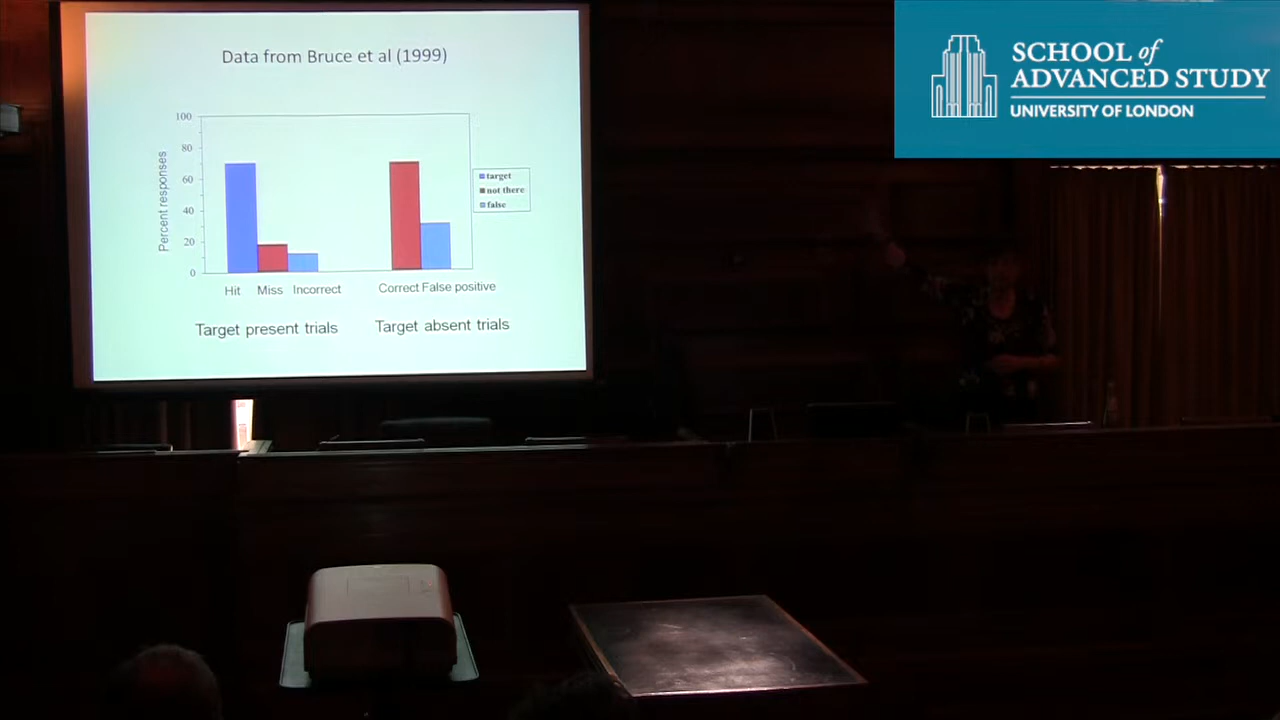 Data from Bruce et al (1999)
100
80
60
40
20
0
Percent responses
target
not there
false
Hit Miss Incorrect
Correct False positive
Target present trials
Target absent trials
SCHOOL of
ADVANCED STUDY
UNIVERSITY OF LONDON